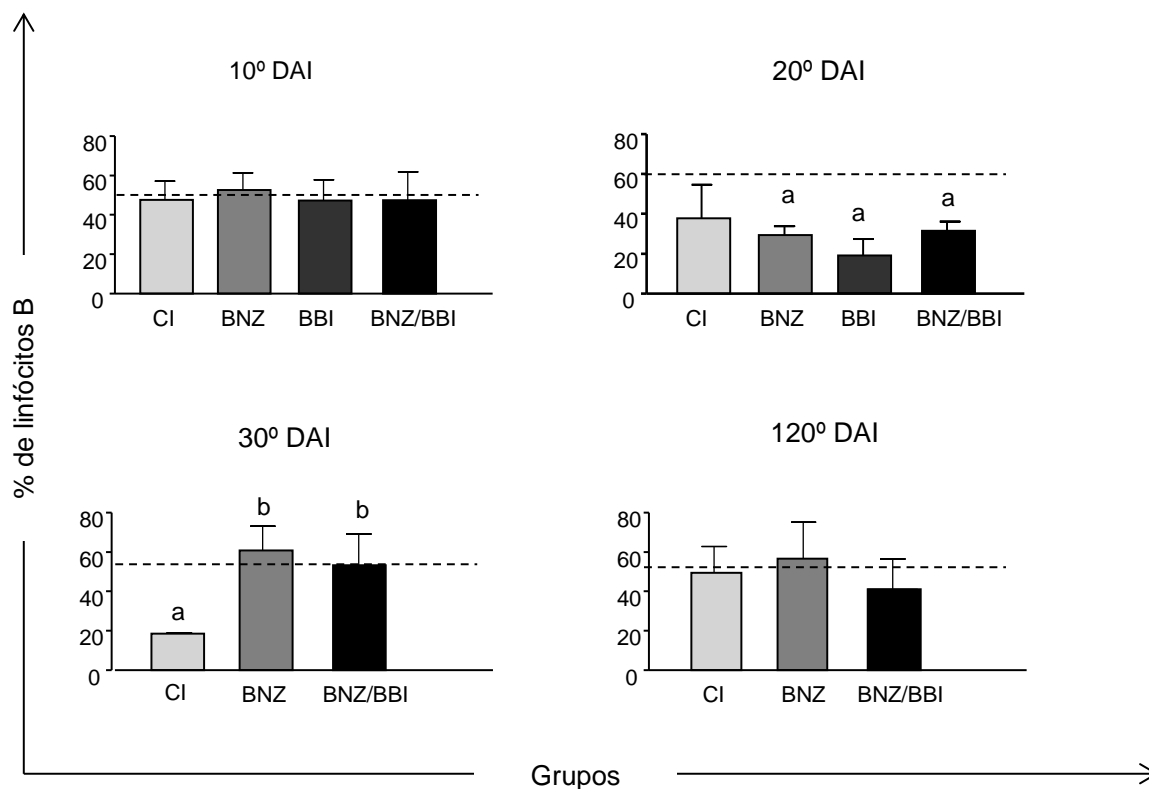 % de linfócitos B
10º DAI
80
60
40
20
0
CI BNZ BBI BNZ/BBI
20º DAI
80
60
40
20
0
a a a
CI BNZ BBI BNZ/BBI
30º DAI
80
60
40
20
0
a b b
CI BNZ BNZ/BBI
120º DAI
80
60
40
20
0
CI BNZ BNZ/BBI
Grupos